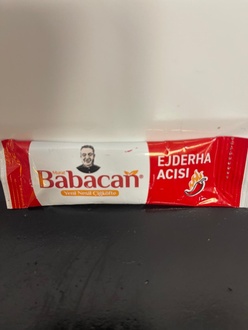 Babacan®
Yeni Nesil Çiğköfte
EJDERHA
ACISI